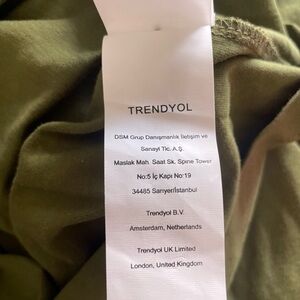 TRENDYOL
DSM Grup Danışmanlık İletişim ve
Sanayi Tic. A.Ş.
Maslak Mah. Saat Sk. Spine Tower
No:5 İç Kapı No:19
34485 Sarıyer/İstanbul
Trendyol B.V.
Amsterdam, Netherlands
Trendyol UK Limited
London, United Kingdom